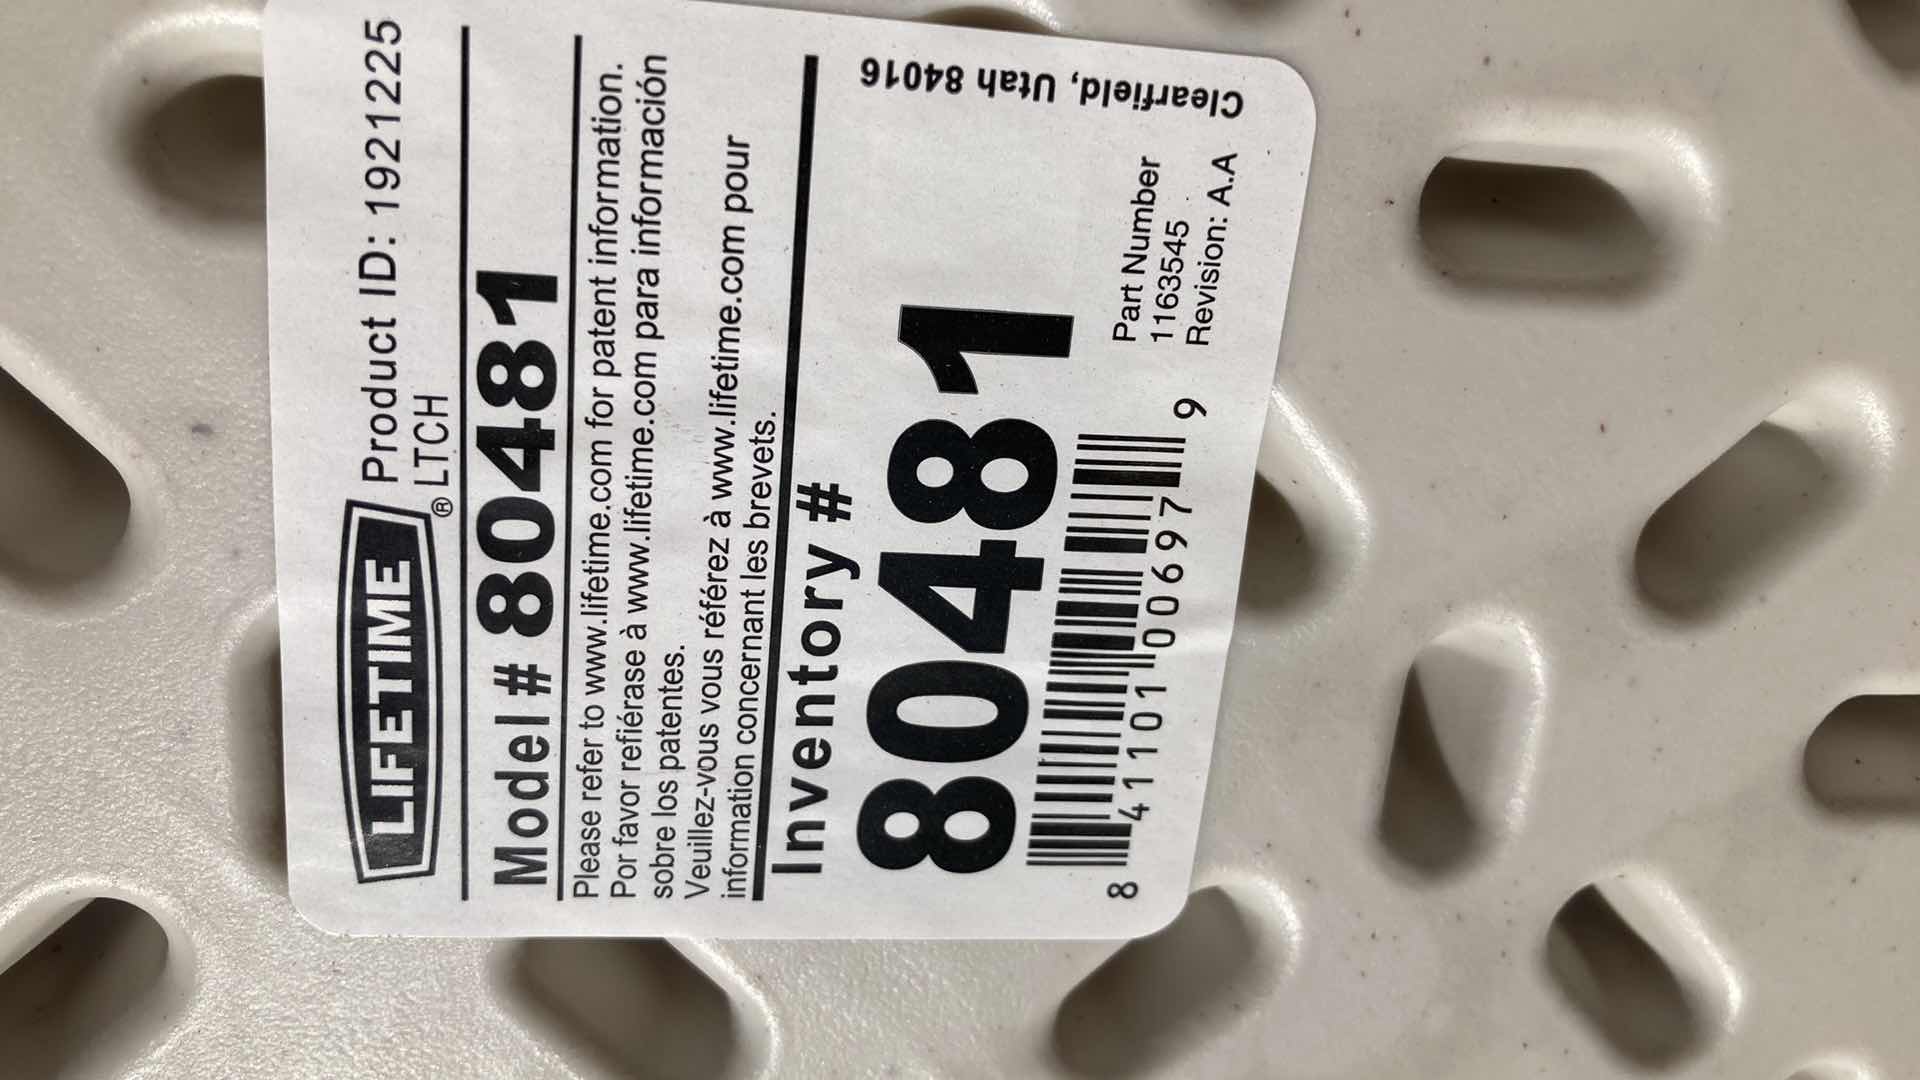 LIFETIME®
Product ID: 1921225
LTCH
Model # 80481
Please refer to www.lifetime.com for patent information.
Por favor refiérase à www.lifetime.com para información
sobre los patentes.
Veuillez-vous vous référez à www.lifetime.com pour
information concernant les brevets.
Inventory #
80481
8 41101 00697 9
Part Number
1163545
Revision: A.A
Clearfield, Utah 84016